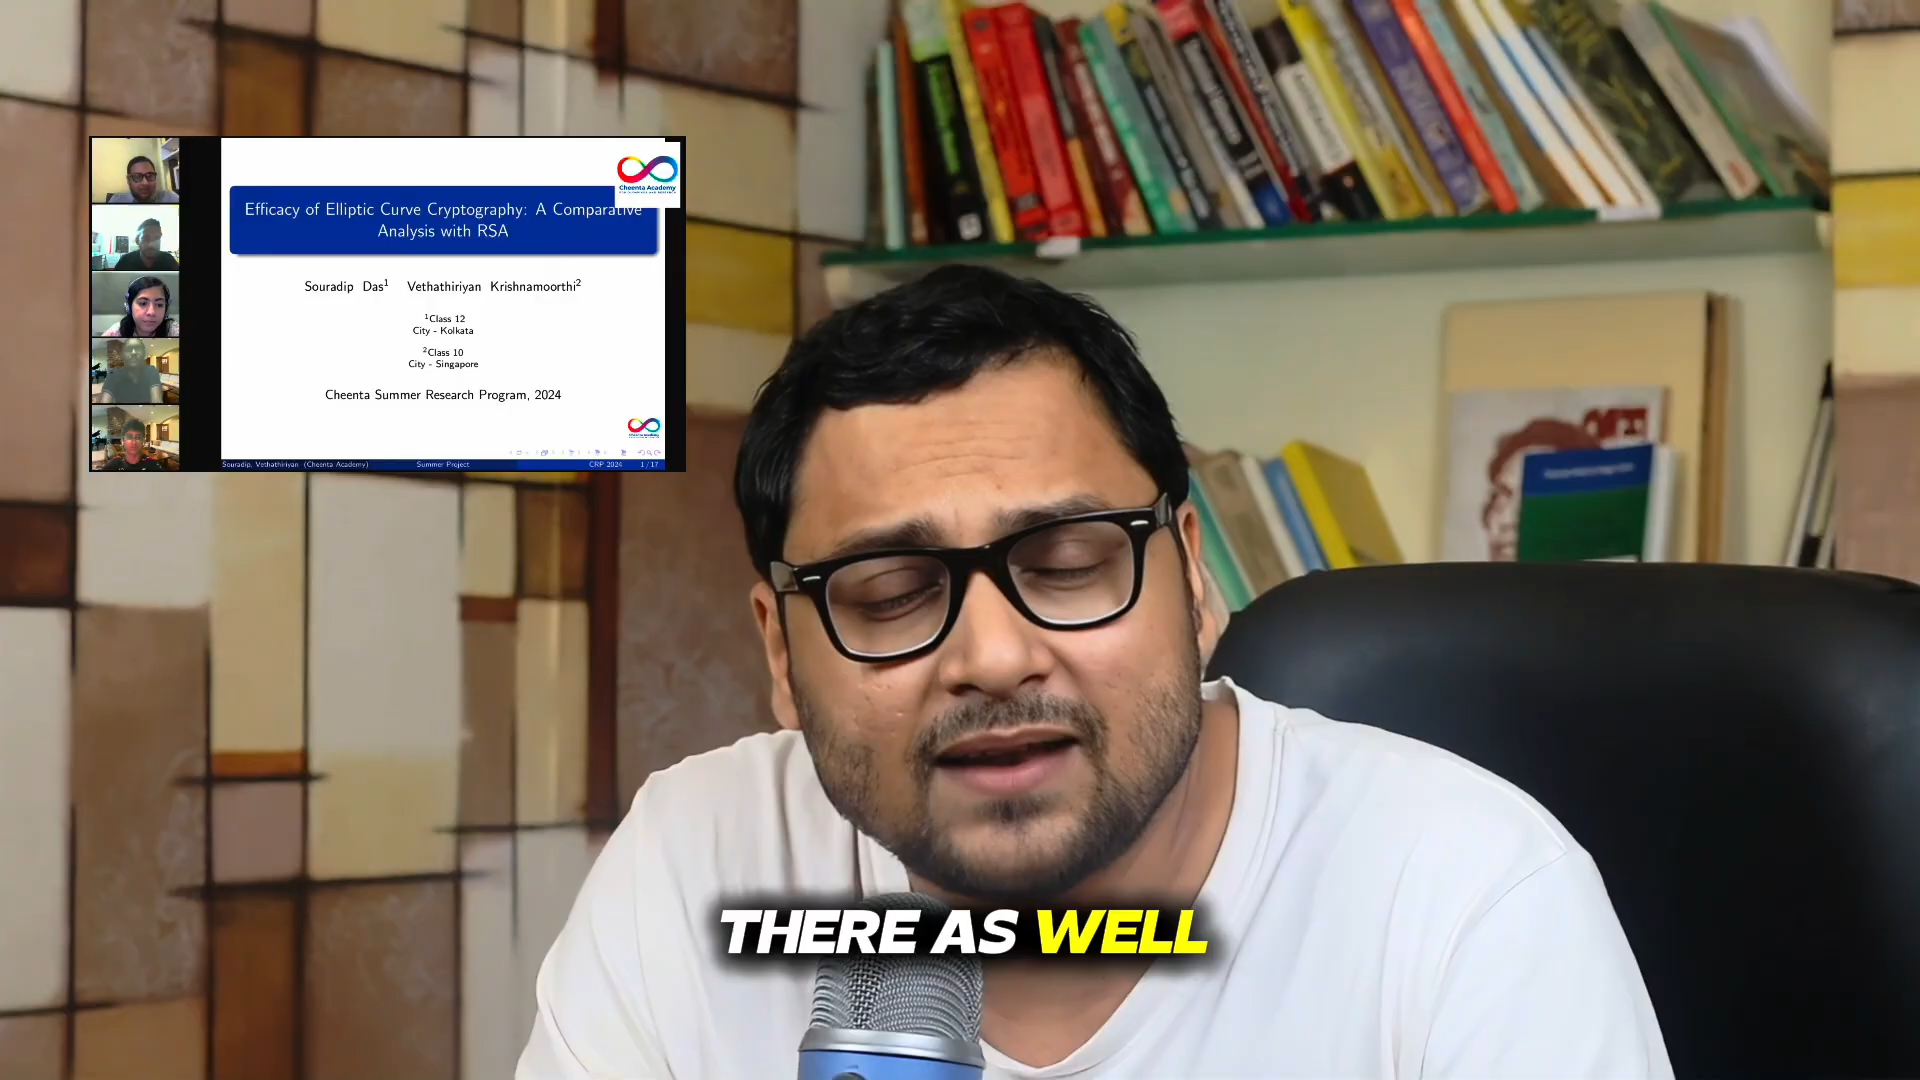 Cheenta Academy
Efficacy of Elliptic Curve Cryptography: A Comparative
Analysis with RSA
Souradip Das¹ Vethathiriyan Krishnamoorthi²
¹Class 12
City - Kolkata
²Class 10
City - Singapore
Cheenta Summer Research Program, 2024
Souradip, Vethathiriyan (Cheenta Academy) Summer Project CRP 2024 1 / 17
THERE AS WELL